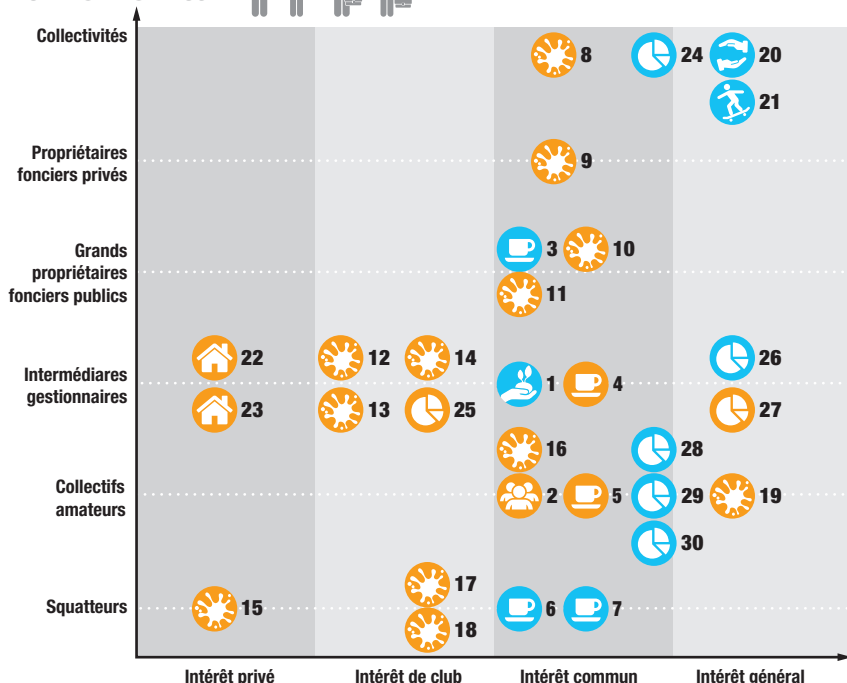 Collectivités
8
24
20
21
Propriétaires
fonciers privés
9
Grands
propriétaires
fonciers publics
3
10
11
Intermédiares
gestionnaires
22
12
14
26
1
4
23
13
25
27
Collectifs
amateurs
16
28
2
5
29
19
30
Squatteurs
15
17
18
6
7
Intérêt privé
Intérêt de club
Intérêt commun
Intérêt général